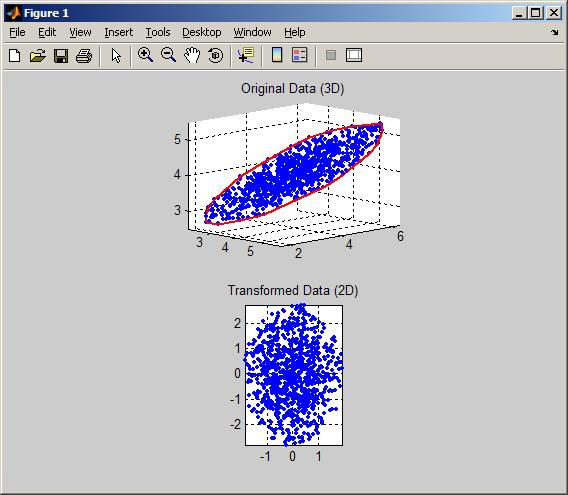 Figure 1
File Edit View Insert Tools Desktop Window Help
Original Data (3D)
5
4
3
3 4 5 2 4 6
Transformed Data (2D)
2
1
0
-1
-2
-1 0 1